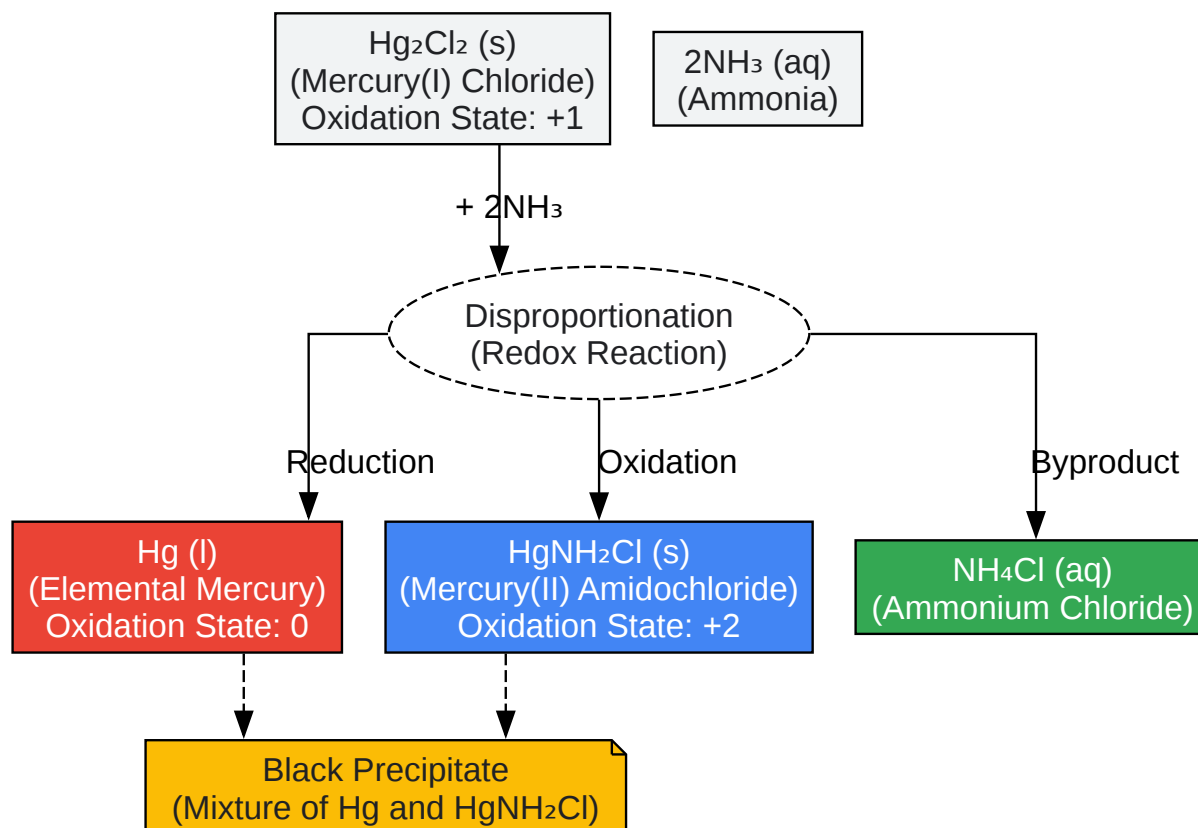 Hg₂Cl₂ (s)
(Mercury(I) Chloride)
Oxidation State: +1
2NH₃ (aq)
(Ammonia)
+ 2NH₃
Disproportionation
(Redox Reaction)
Reduction
Oxidation
Byproduct
Hg (l)
(Elemental Mercury)
Oxidation State: 0
HgNH₂Cl (s)
(Mercury(II) Amidochloride)
Oxidation State: +2
NH₄Cl (aq)
(Ammonium Chloride)
Black Precipitate
(Mixture of Hg and HgNH₂Cl)